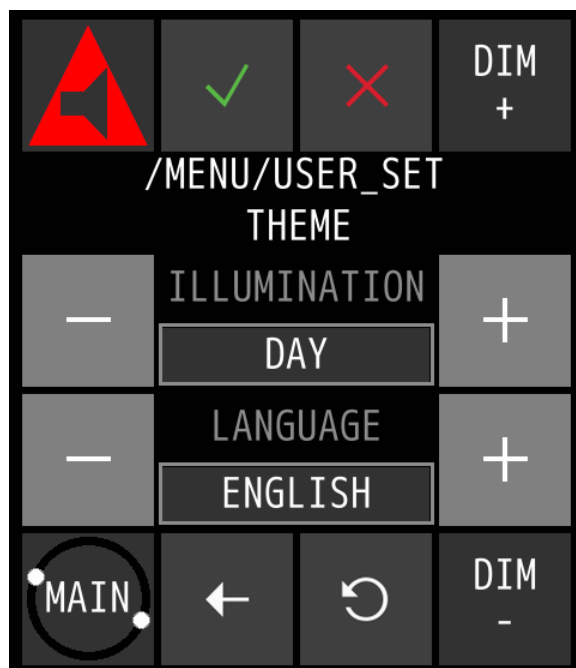 DIM
+
/MENU/USER_SET
THEME
ILLUMINATION
DAY
LANGUAGE
ENGLISH
MAIN
DIM
-